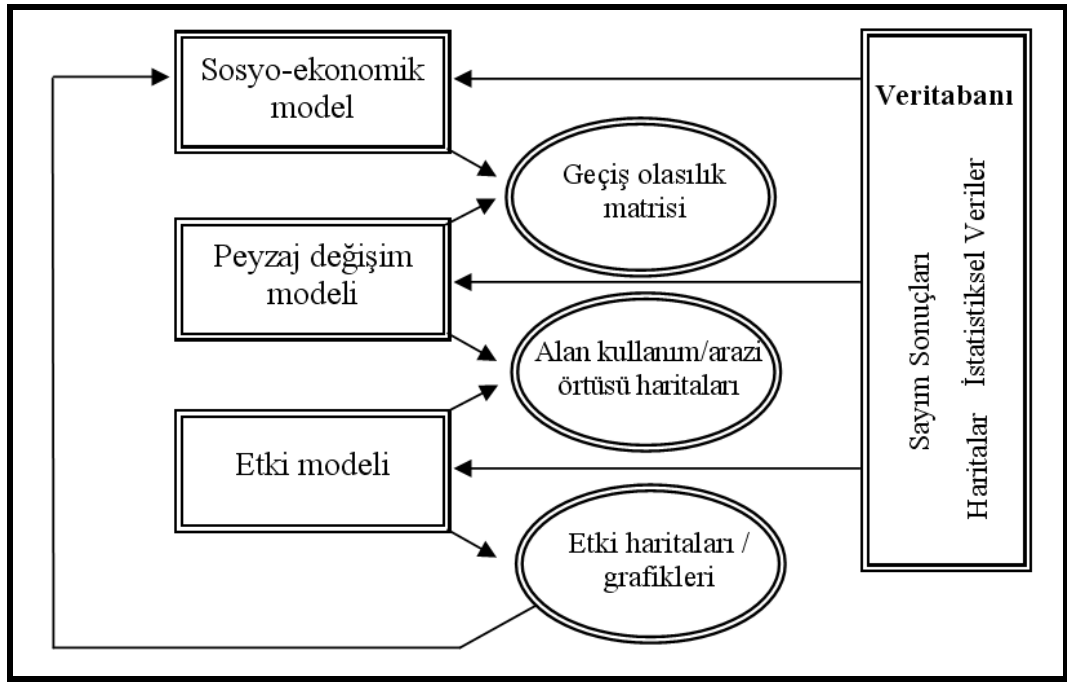 Sosyo-ekonomik
model
Veritabanı
Geçiş olasılık
matrisi
Peyzaj değişim
modeli
Sayım Sonuçları
Haritalar İstatistiksel Veriler
Alan kullanım/arazi
örtüsü haritaları
Etki modeli
Etki haritaları /
grafikleri